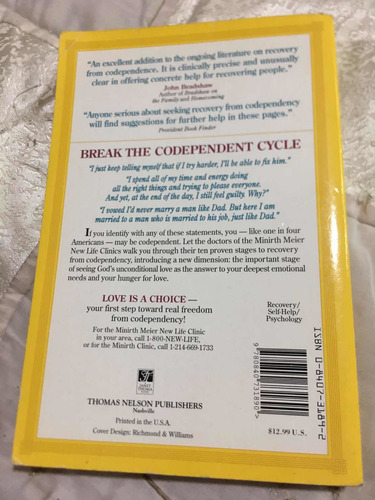 “An excellent addition to the ongoing literature on recovery
from codependence. It is clinically precise and unusually
clear in offering concrete help for recovering people.”
John Bradshaw
Author of Bradshaw on
the Family and Homecoming
“Anyone serious about seeking recovery from codependency
will find suggestions for further help in these pages.”
President Book Finder
BREAK THE CODEPENDENT CYCLE
“I just keep telling myself that if I try harder, I'll be able to fix him.”
“I spend all of my time and energy doing
all the right things and trying to please everyone.
And yet, at the end of the day, I still feel guilty. Why?”
“I vowed I'd never marry a man like Dad. But here I am
married to a man who is married to his job, just like Dad.”
If you identify with any of these statements, you — like one in four
Americans — may be codependent. Let the doctors of the Minirth Meier
New Life Clinics walk you through their ten proven stages to recovery
from codependency, introducing a new dimension: the important stage
of seeing God's unconditional love as the answer to your deepest emotional
needs and your hunger for love.
LOVE IS A CHOICE —
your first step toward real freedom
from codependency!
For the Minirth Meier New Life Clinic
in your area, call 1-800-NEW-LIFE,
or for the Minirth Clinic, call 1-214-669-1733
THOMAS NELSON PUBLISHERS
Nashville
Printed in the U.S.A.
Cover Design: Richmond & Williams
Recovery/
Self-Help/
Psychology
ISBN 0-8407-3189-2
9780840731890
$12.99 U.S.